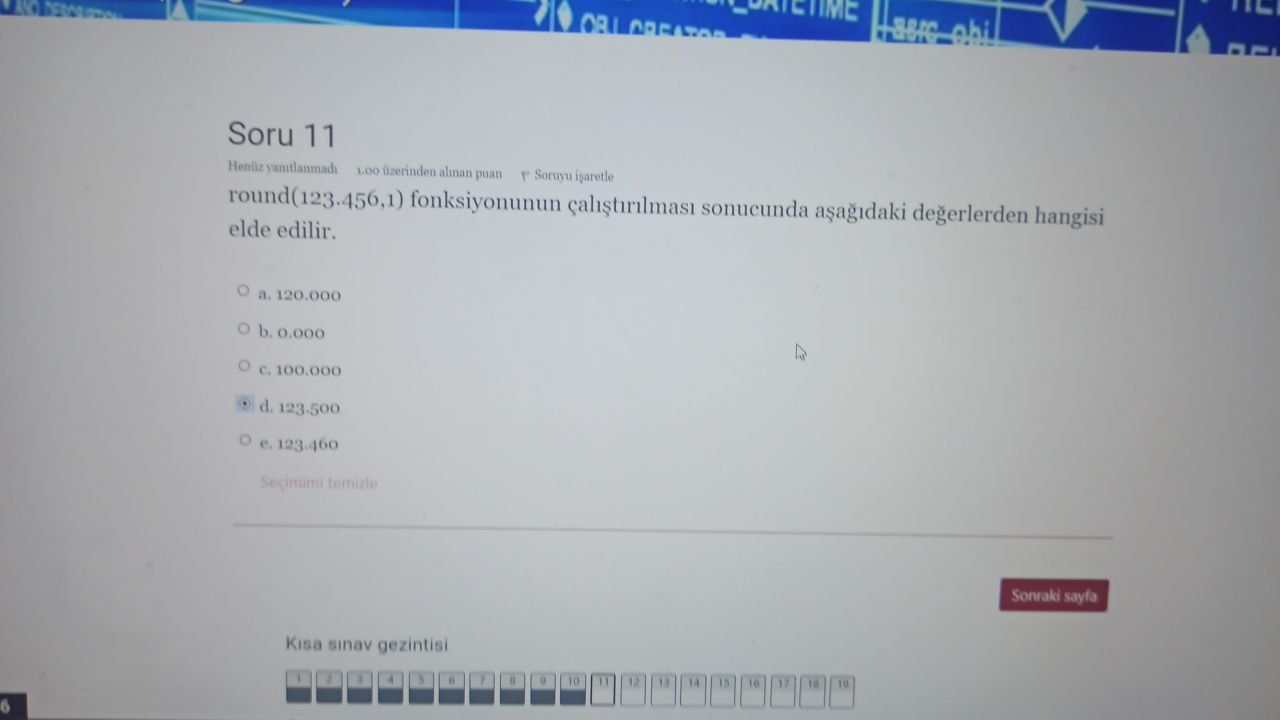 OBJ_CREATOR
asrc_obj
Soru 11
Henüz yanıtlanmadı 1.00 üzerinden alınan puan Soruyu işaretle
round(123.456,1) fonksiyonunun çalıştırılması sonucunda aşağıdaki değerlerden hangisi
elde edilir.
a. 120.000
b. 0.000
c. 100.000
d. 123.500
e. 123.460
Seçimimi temizle
Sonraki sayfa
Kısa sınav gezintisi
1 2 3 4 5 6 7 8 9 10 11 12 13 14 15 16 17 18 19
6